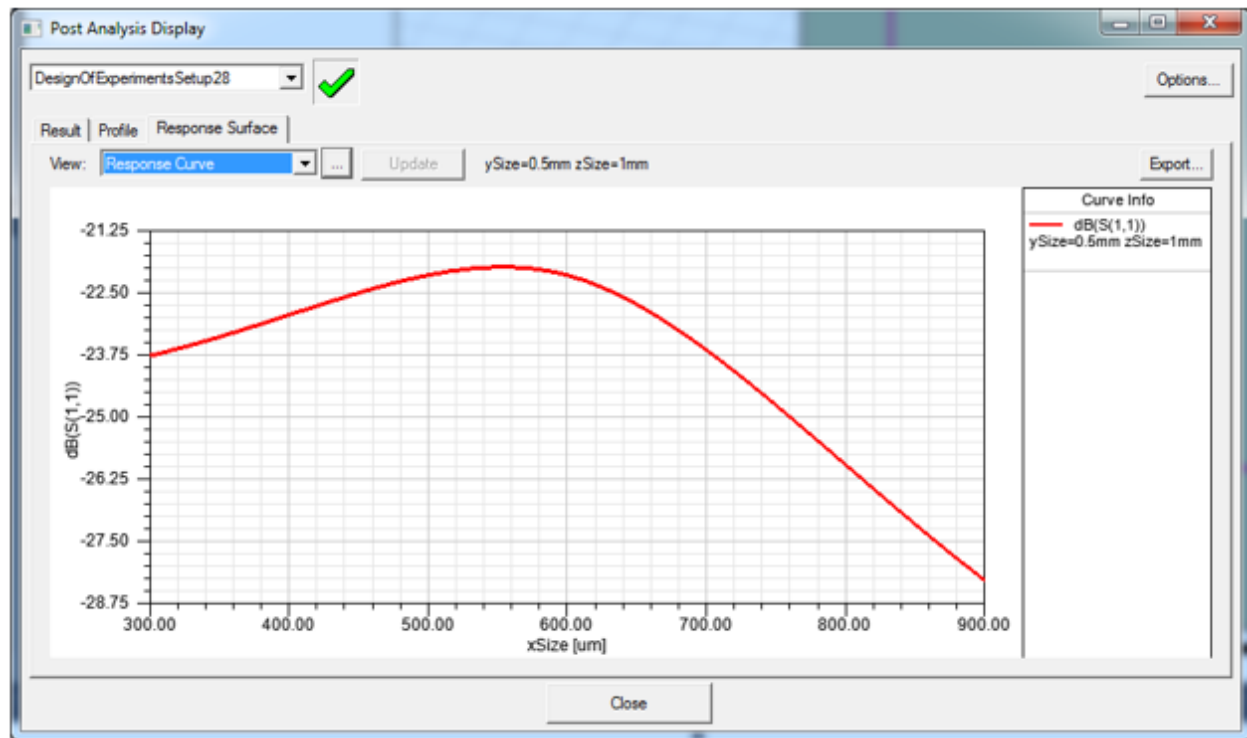 Post Analysis Display
DesignOfExperimentsSetup28
Options...
Result Profile Response Surface
View: Response Curve ... Update ySize=0.5mm zSize=1mm Export...
Curve Info
dB(S(1,1))
ySize=0.5mm zSize=1mm
-21.25
-22.50
-23.75
-25.00
-26.25
-27.50
-28.75
dB(S(1,1))
300.00 400.00 500.00 600.00 700.00 800.00 900.00
xSize [um]
Close